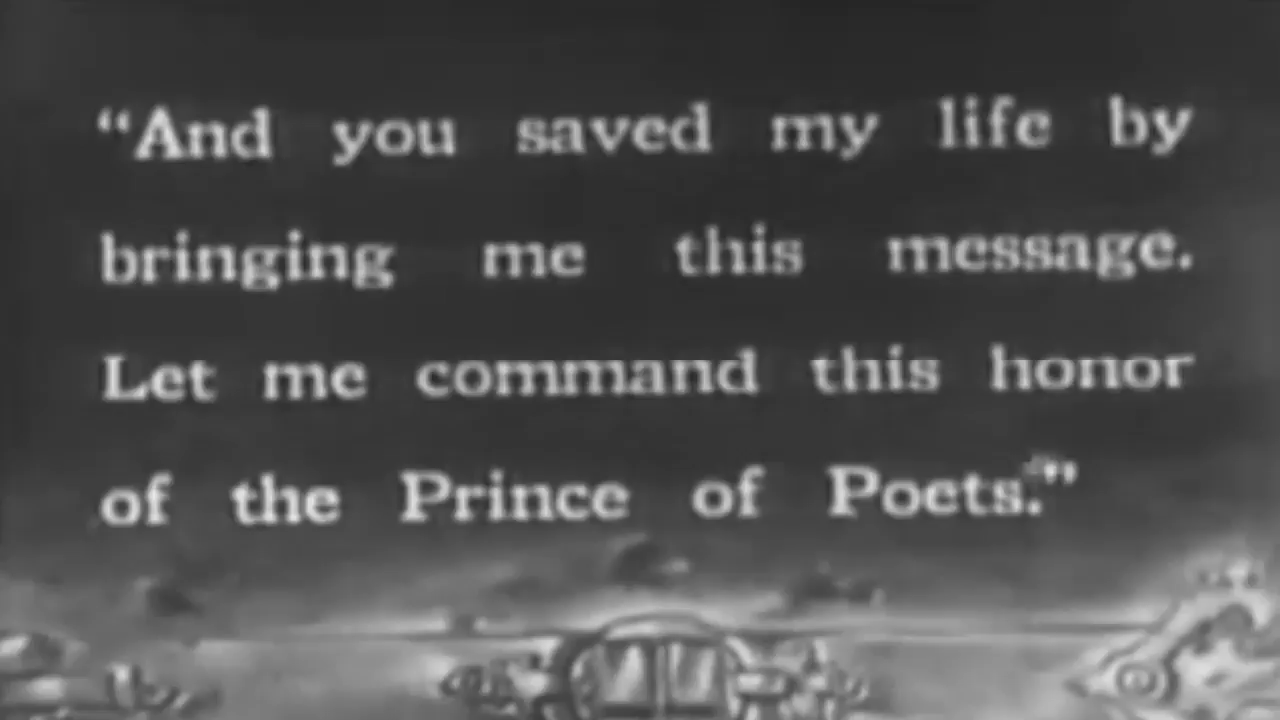 “And you saved my life by
bringing me this message.
Let me command this honor
of the Prince of Poets.”